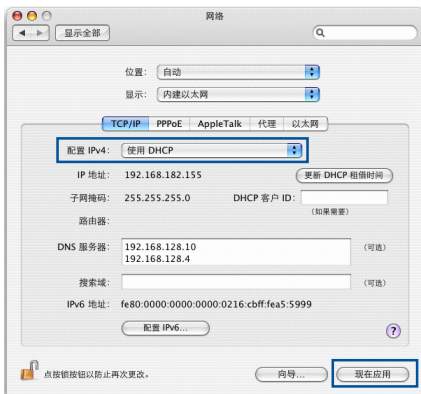 网络
显示全部
位置： 自动
显示： 内建以太网
TCP/IP PPPoE AppleTalk 代理 以太网
配置 IPv4： 使用 DHCP
IP 地址： 192.168.182.155 更新 DHCP 租借时间
子网掩码： 255.255.255.0 DHCP 客户 ID：
（如果需要）
路由器：
DNS 服务器： 192.168.128.10 （可选）
192.168.128.4
搜索域： （可选）
IPv6 地址： fe80:0000:0000:0000:0216:cbff:fea5:5999
配置 IPv6... ?
点按锁按钮以防止再次更改。 向导... 现在应用